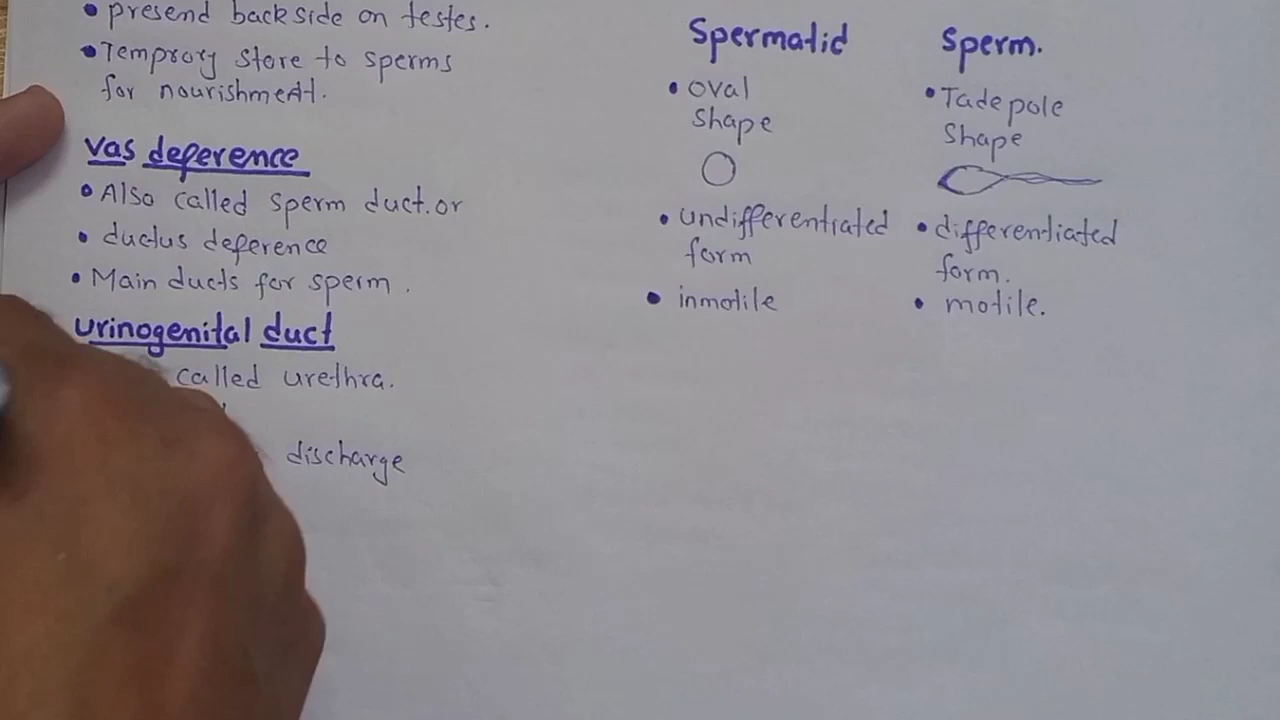 • presend backside on testes.
• Temprory store to sperms
for nourishment.
vas deference
• Also called sperm duct.or
• ductus deference
• Main ducts for sperm.
urinogenital duct
called urethra.
discharge
Spermatid
• oval
shape
• undifferentiated
form
• inmotile
Sperm.
• Tadepole
shape
• differentiated
form.
• motile.